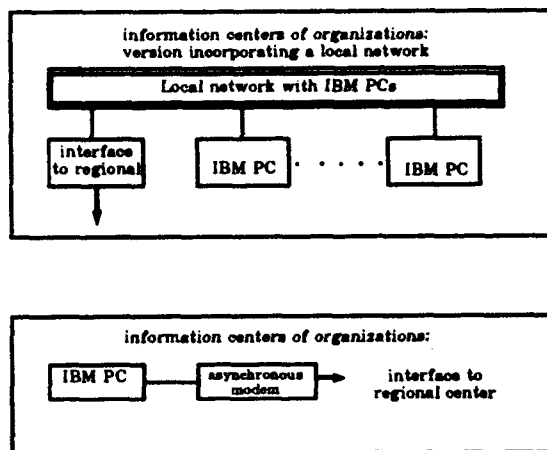 information centers of organizations:
version incorporating a local network
Local network with IBM PCs
interface
to regional
IBM PC
. . . . .
IBM PC
information centers of organizations:
IBM PC
asynchronous
modem
interface to
regional center